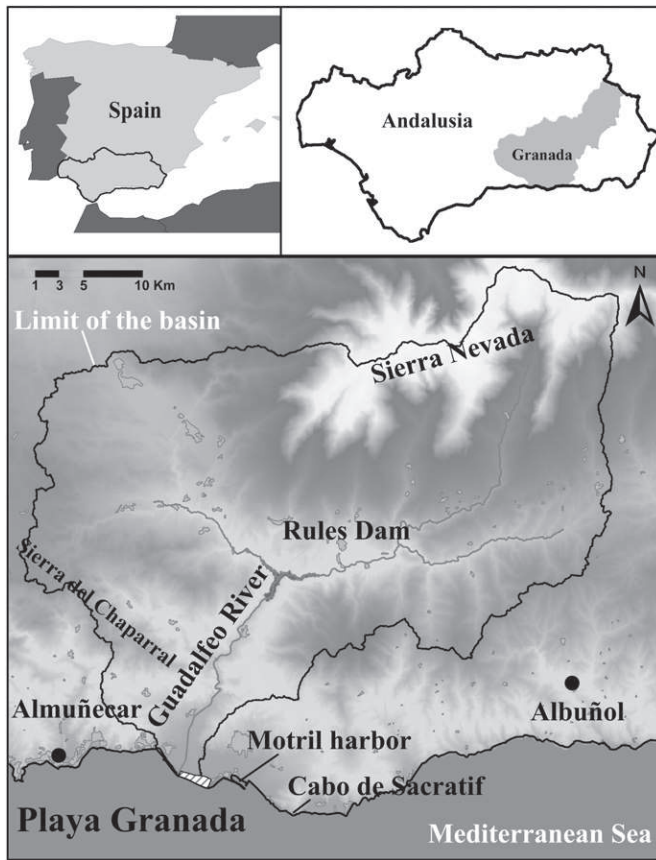 Spain
Andalusia
Granada
1 3 5 10 Km
N
Limit of the basin
Sierra Nevada
Rules Dam
Sierra del Chaparral
Guadalfeo River
Almuñecar
Albuñol
Motril harbor
Cabo de Sacratif
Playa Granada
Mediterranean Sea